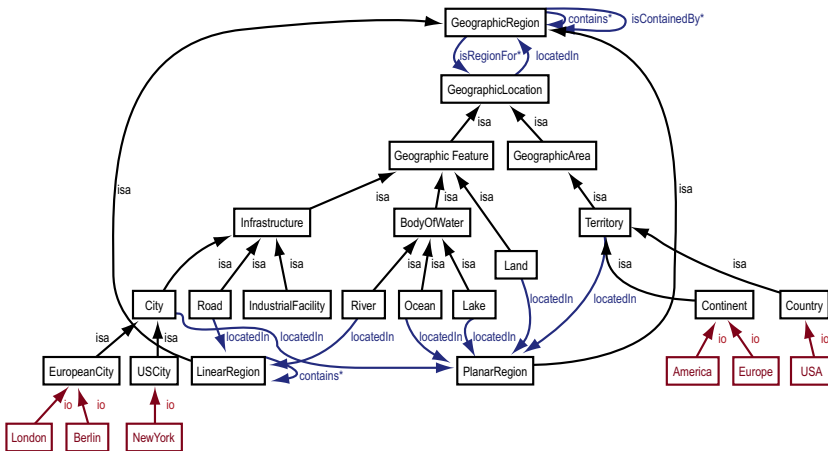 GeographicRegion
contains*
isContainedBy*
isRegionFor*
locatedIn
GeographicLocation
isa
isa
Geographic Feature
GeographicArea
isa
isa
isa
isa
isa
isa
Infrastructure
BodyOfWater
Territory
isa
isa
isa
isa
isa
Land
isa
isa
City
Road
IndustrialFacility
River
Ocean
Lake
locatedIn
locatedIn
Continent
Country
isa
isa
locatedIn
locatedIn
locatedIn
locatedIn
locatedIn
io
io
io
EuropeanCity
USCity
LinearRegion
contains*
PlanarRegion
America
Europe
USA
io
io
io
London
Berlin
NewYork